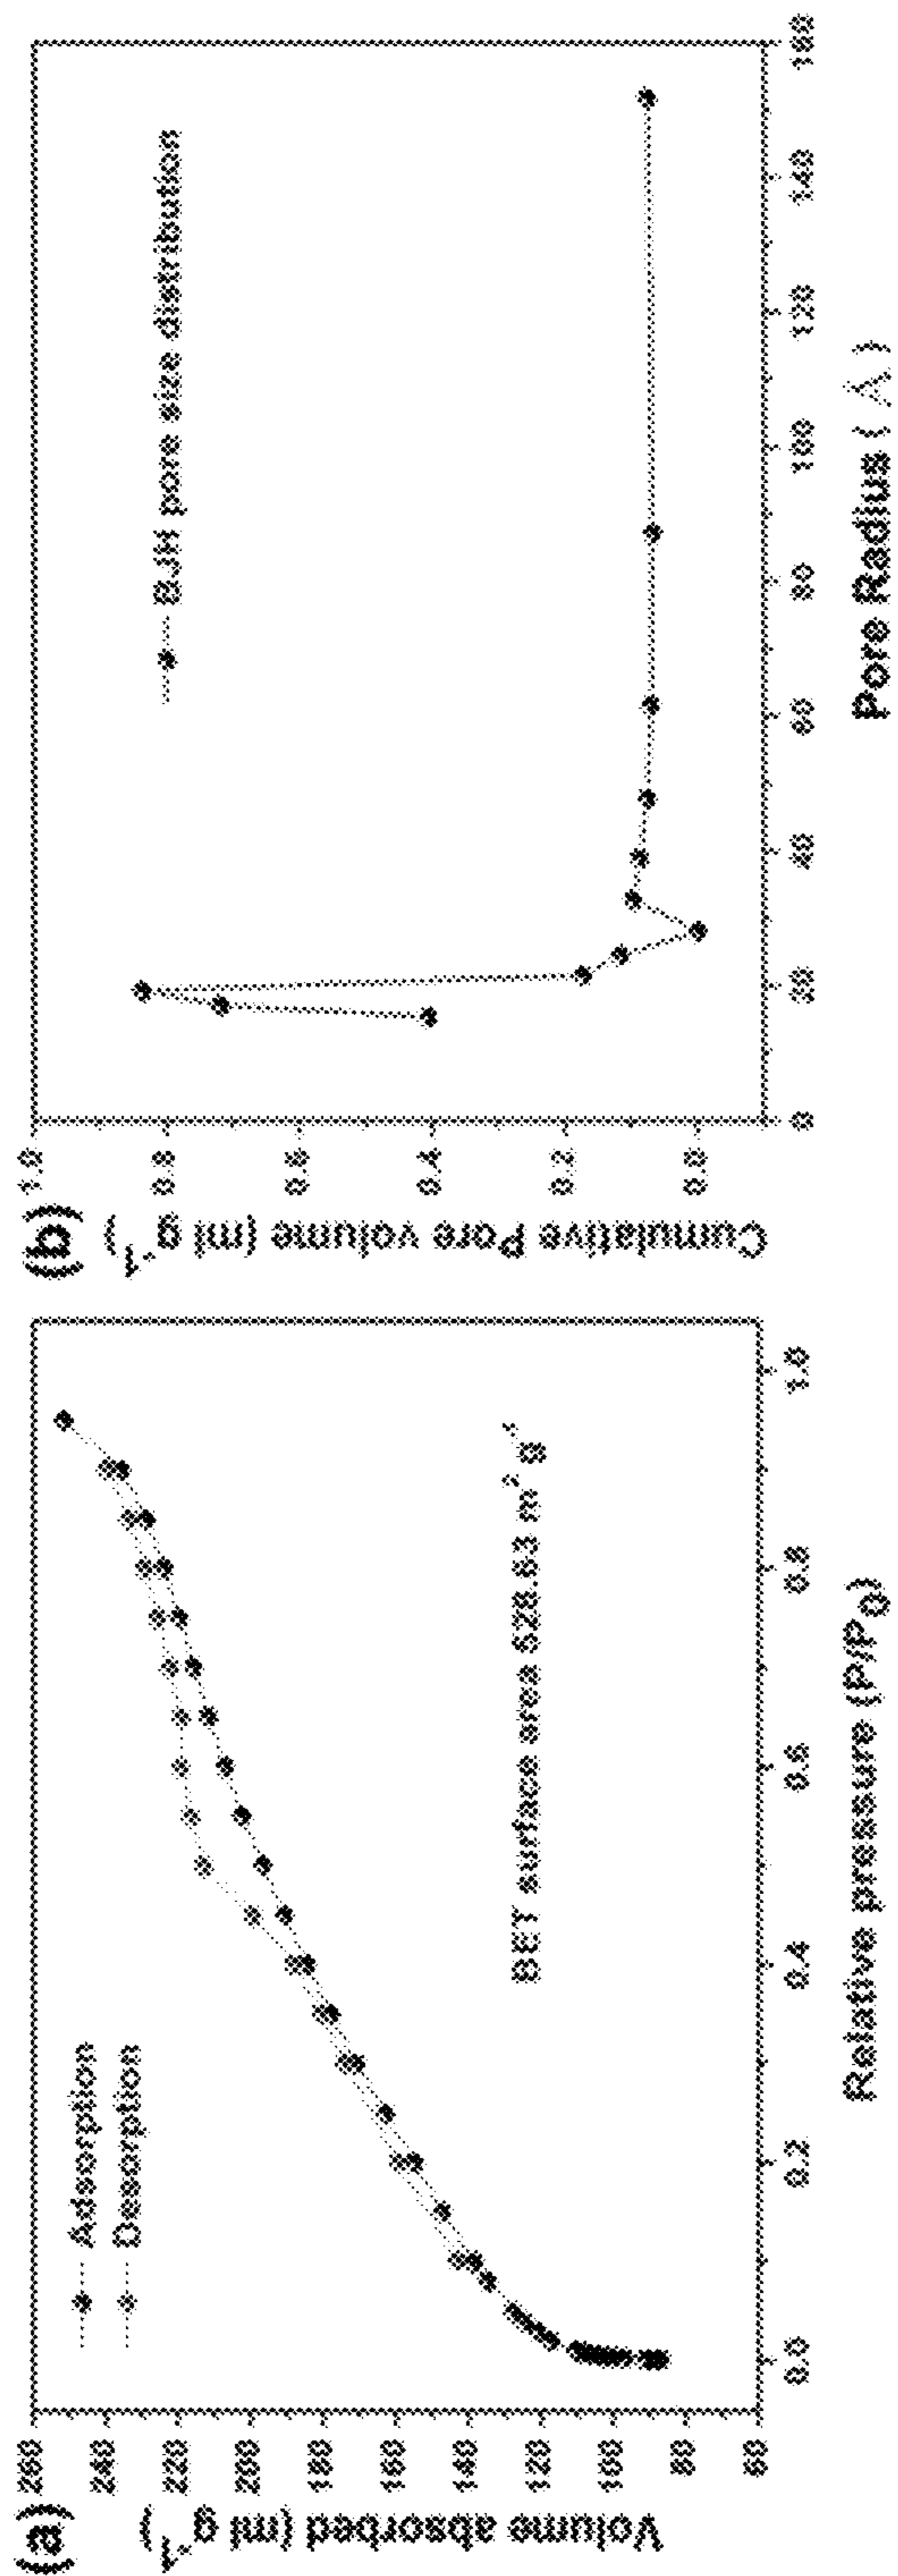 (a)
Volume absorbed (ml g⁻¹)
260
240
220
200
180
160
140
120
100
80
60
Adsorption
Desorption
BET surface area 528.63 m² g⁻¹
0.0 0.2 0.4 0.6 0.8 1.0
Relative pressure (P/P₀)
(b)
Cumulative Pore volume (ml g⁻¹)
1.0
0.8
0.6
0.4
0.2
0.0
BJH pore size distribution
0 20 40 60 80 100 120 140 160
Pore Radius ( Å )